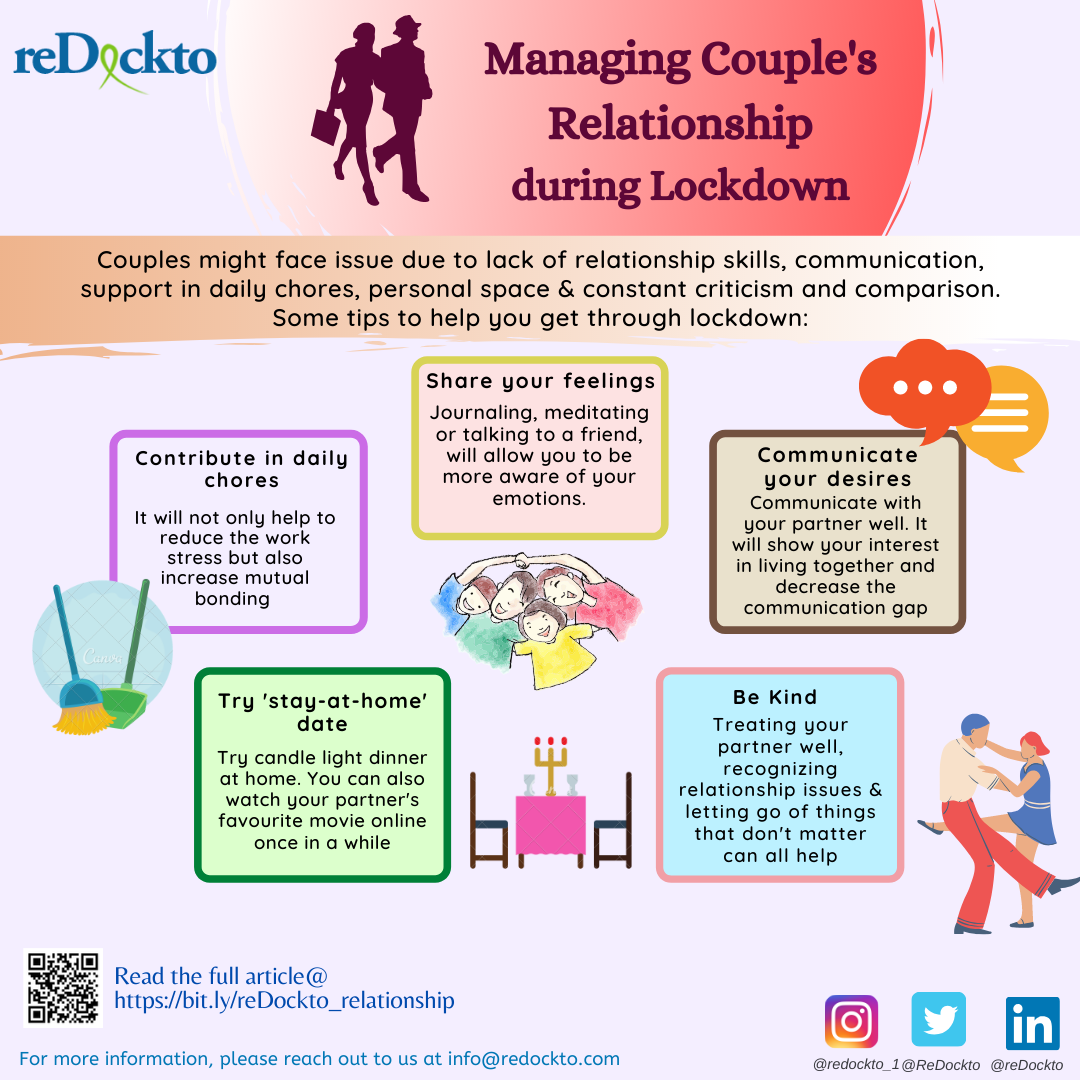 reDockto
Managing Couple's
Relationship
during Lockdown
Couples might face issue due to lack of relationship skills, communication,
support in daily chores, personal space & constant criticism and comparison.
Some tips to help you get through lockdown:
Share your feelings
Journaling, meditating
or talking to a friend,
will allow you to be
more aware of your
emotions.
Contribute in daily
chores
It will not only help to
reduce the work
stress but also
increase mutual
bonding
Communicate
your desires
Communicate with
your partner well. It
will show your interest
in living together and
decrease the
communication gap
Canva
Try 'stay-at-home'
date
Try candle light dinner
at home. You can also
watch your partner's
favourite movie online
once in a while
Be Kind
Treating your
partner well,
recognizing
relationship issues &
letting go of things
that don't matter
can all help
Read the full article@
https://bit.ly/reDockto_relationship
For more information, please reach out to us at info@redockto.com
in
@redockto_1 @ReDockto @reDockto